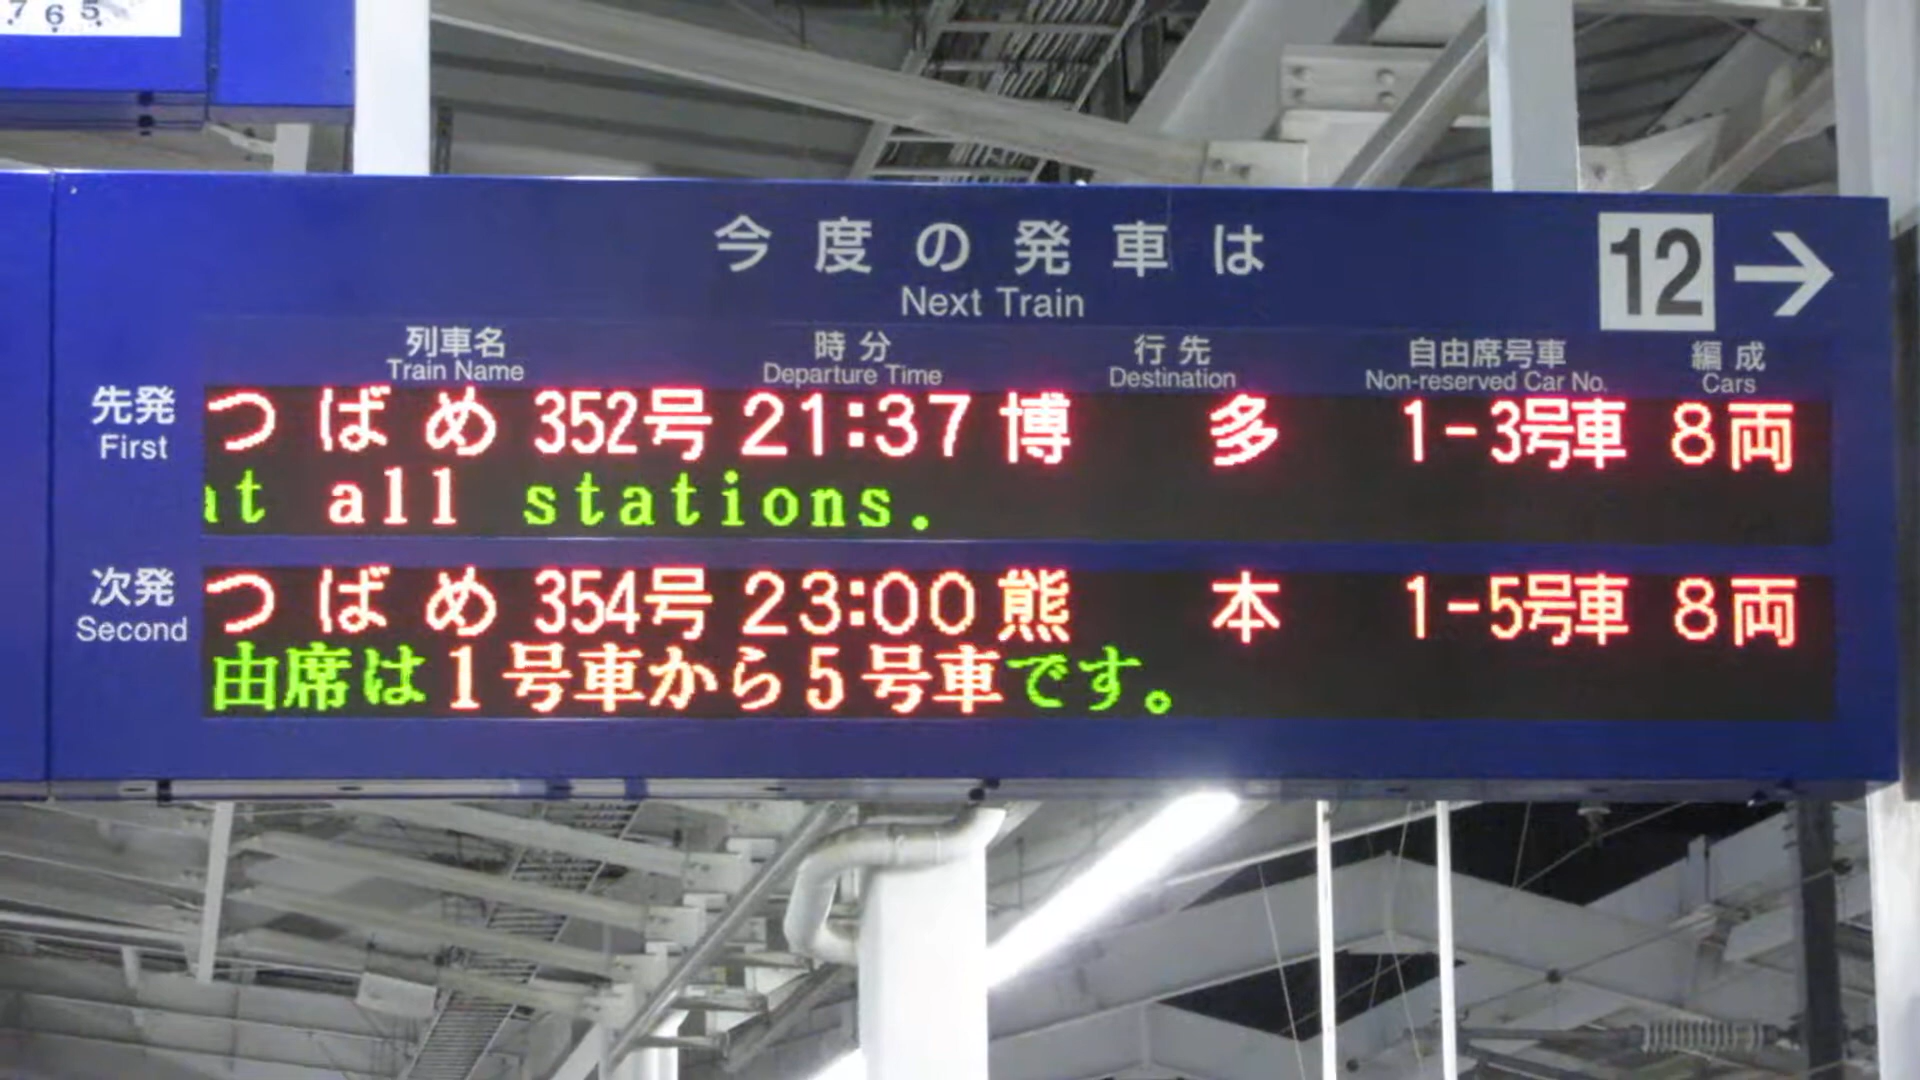 7 6 5
今度の発車は
Next Train
12 →
列車名 時分 行先 自由席号車 編成
Train Name Departure Time Destination Non-reserved Car No. Cars
先発 つばめ 352号 21:37 博多 1-3号車 8両
First
at all stations.
次発 つばめ 354号 23:00 熊本 1-5号車 8両
Second
由席は1号車から5号車です。